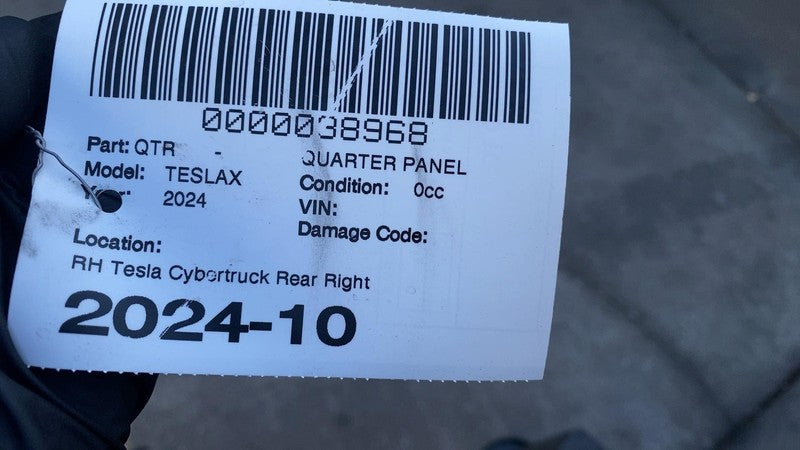 0000038968
Part: QTR - QUARTER PANEL
Model: TESLAX Condition: 0cc
2024 VIN:
Damage Code:
Location:
RH Tesla Cybertruck Rear Right
2024-10